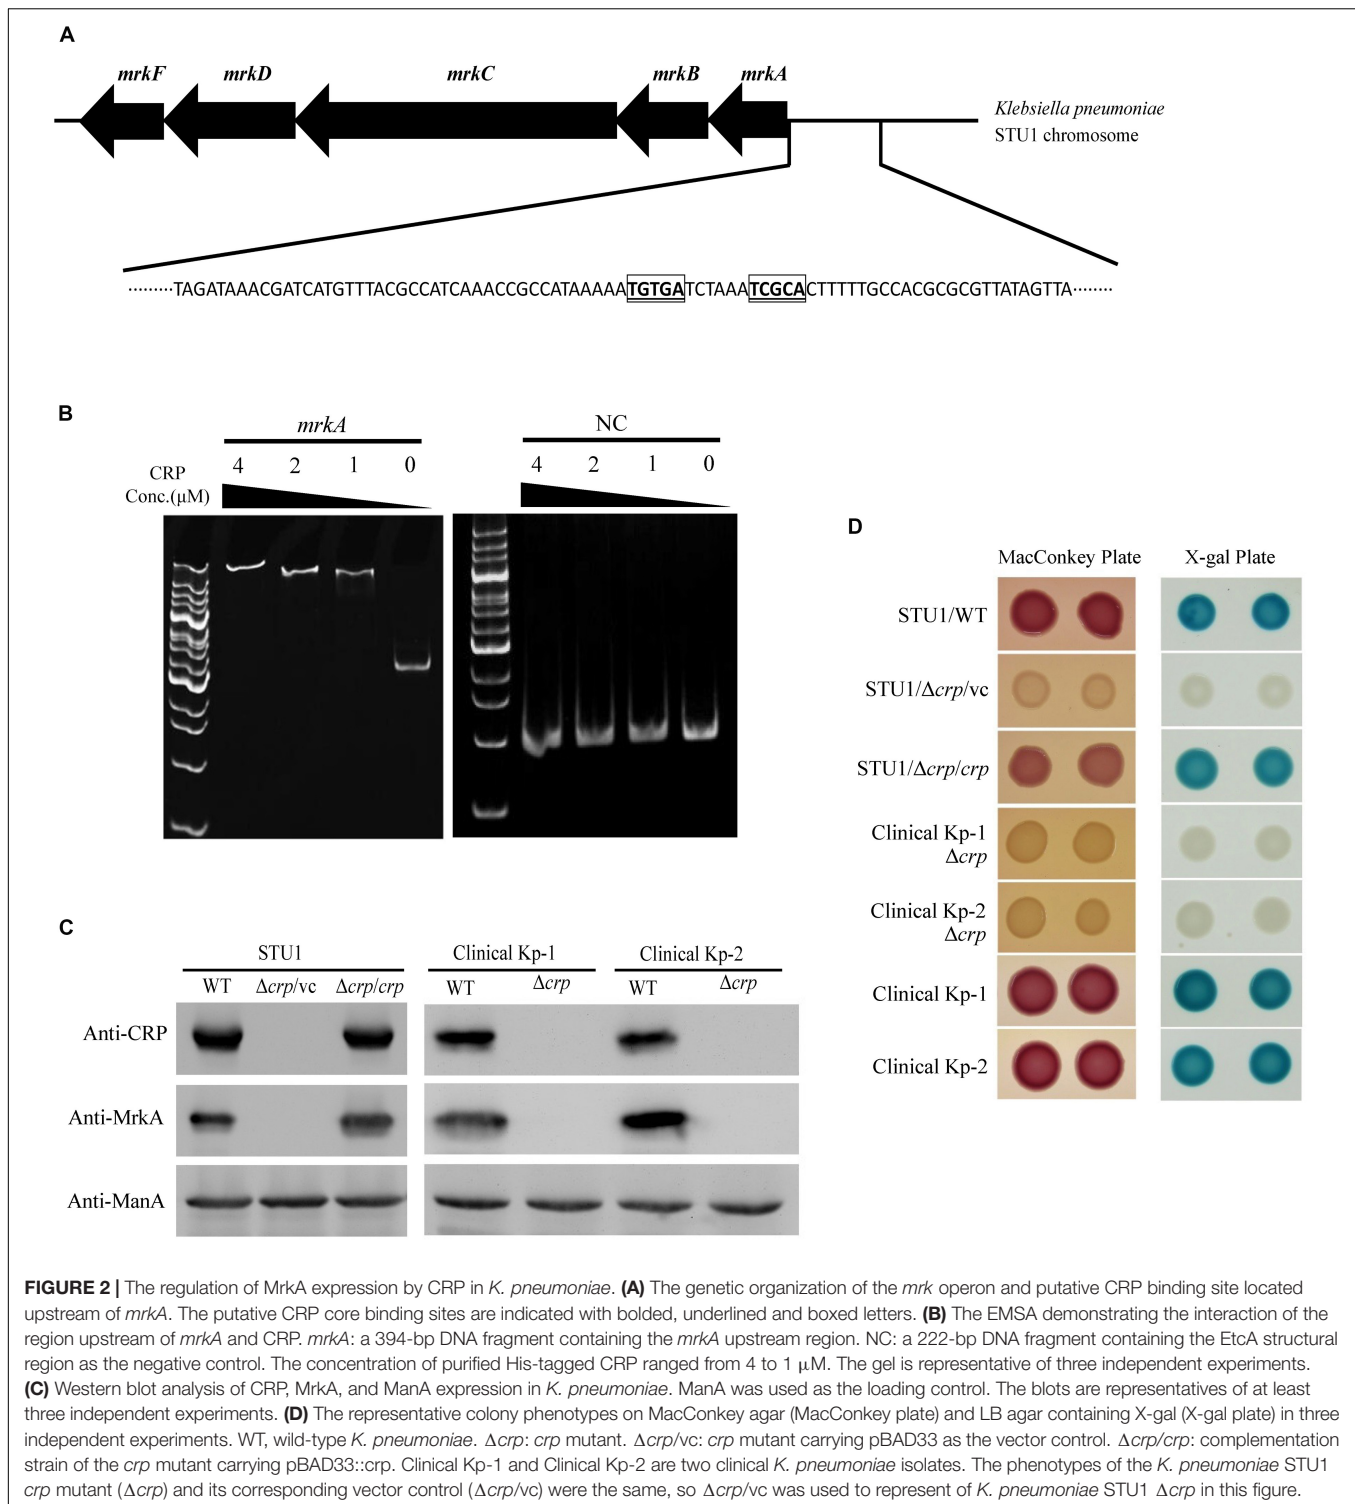 A
mrkF mrkD mrkC mrkB mrkA
Klebsiella pneumoniae
STU1 chromosome
·········TAGATAAACGATCATGTTTACGCCATCAAACCGCCATAAAAATGTGATCTAAATCGCACTTTTTGCCACGCGCGTTATAGTTA········
B
mrkA NC
CRP
Conc.(μM)
4 2 1 0 4 2 1 0
C
STU1 Clinical Kp-1 Clinical Kp-2
WT Δcrp/vc Δcrp/crp WT Δcrp WT Δcrp
Anti-CRP
Anti-MrkA
Anti-ManA
D
MacConkey Plate X-gal Plate
STU1/WT
STU1/Δcrp/vc
STU1/Δcrp/crp
Clinical Kp-1
Δcrp
Clinical Kp-2
Δcrp
Clinical Kp-1
Clinical Kp-2
FIGURE 2 | The regulation of MrkA expression by CRP in K. pneumoniae. (A) The genetic organization of the mrk operon and putative CRP binding site located
upstream of mrkA. The putative CRP core binding sites are indicated with bolded, underlined and boxed letters. (B) The EMSA demonstrating the interaction of the
region upstream of mrkA and CRP. mrkA: a 394-bp DNA fragment containing the mrkA upstream region. NC: a 222-bp DNA fragment containing the EtcA structural
region as the negative control. The concentration of purified His-tagged CRP ranged from 4 to 1 μM. The gel is representative of three independent experiments.
(C) Western blot analysis of CRP, MrkA, and ManA expression in K. pneumoniae. ManA was used as the loading control. The blots are representatives of at least
three independent experiments. (D) The representative colony phenotypes on MacConkey agar (MacConkey plate) and LB agar containing X-gal (X-gal plate) in three
independent experiments. WT, wild-type K. pneumoniae. Δcrp: crp mutant. Δcrp/vc: crp mutant carrying pBAD33 as the vector control. Δcrp/crp: complementation
strain of the crp mutant carrying pBAD33::crp. Clinical Kp-1 and Clinical Kp-2 are two clinical K. pneumoniae isolates. The phenotypes of the K. pneumoniae STU1
crp mutant (Δcrp) and its corresponding vector control (Δcrp/vc) were the same, so Δcrp/vc was used to represent of K. pneumoniae STU1 Δcrp in this figure.